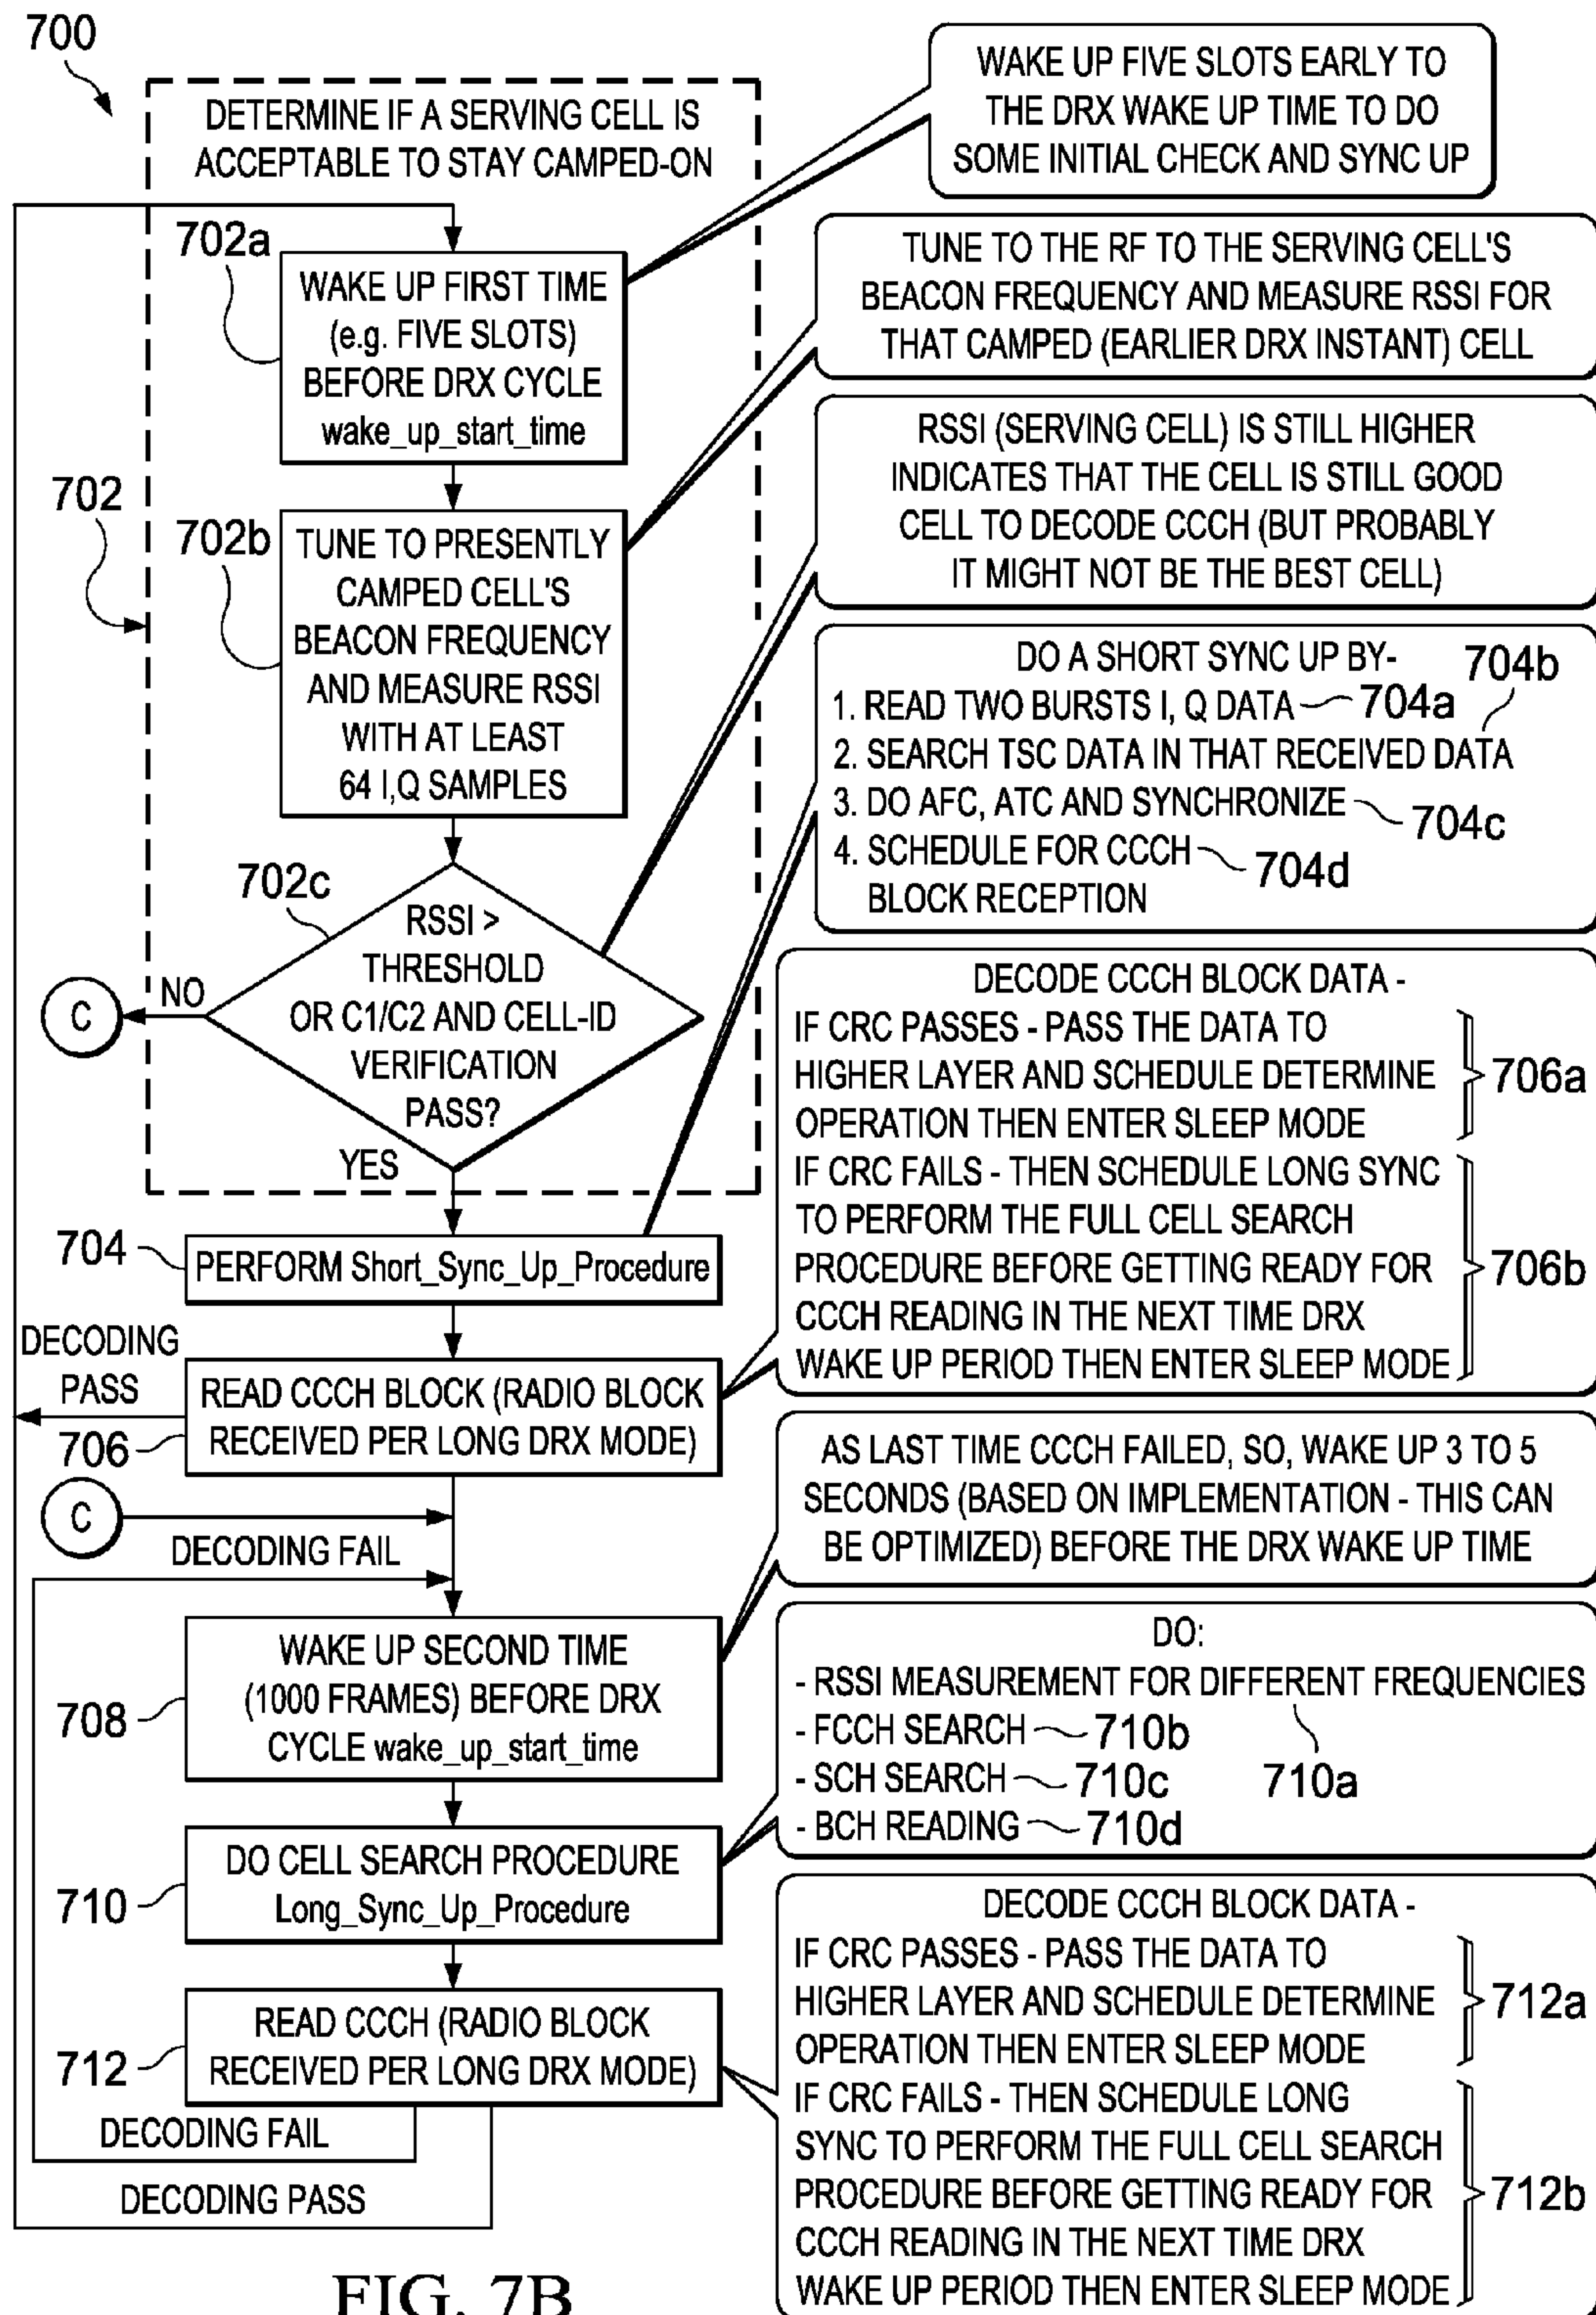 700
DETERMINE IF A SERVING CELL IS
ACCEPTABLE TO STAY CAMPED-ON
WAKE UP FIVE SLOTS EARLY TO
THE DRX WAKE UP TIME TO DO
SOME INITIAL CHECK AND SYNC UP
702a
WAKE UP FIRST TIME
(e.g. FIVE SLOTS)
BEFORE DRX CYCLE
wake_up_start_time
TUNE TO THE RF TO THE SERVING CELL'S
BEACON FREQUENCY AND MEASURE RSSI FOR
THAT CAMPED (EARLIER DRX INSTANT) CELL
702
702b
TUNE TO PRESENTLY
CAMPED CELL'S
BEACON FREQUENCY
AND MEASURE RSSI
WITH AT LEAST
64 I,Q SAMPLES
RSSI (SERVING CELL) IS STILL HIGHER
INDICATES THAT THE CELL IS STILL GOOD
CELL TO DECODE CCCH (BUT PROBABLY
IT MIGHT NOT BE THE BEST CELL)
702c
RSSI >
THRESHOLD
OR C1/C2 AND CELL-ID
VERIFICATION
PASS?
NO
C
YES
DO A SHORT SYNC UP BY-
704b
1. READ TWO BURSTS I, Q DATA 704a
2. SEARCH TSC DATA IN THAT RECEIVED DATA
3. DO AFC, ATC AND SYNCHRONIZE 704c
4. SCHEDULE FOR CCCH 704d
BLOCK RECEPTION
704
PERFORM Short_Sync_Up_Procedure
DECODING
PASS
706
READ CCCH BLOCK (RADIO BLOCK
RECEIVED PER LONG DRX MODE)
DECODE CCCH BLOCK DATA -
IF CRC PASSES - PASS THE DATA TO
HIGHER LAYER AND SCHEDULE DETERMINE 706a
OPERATION THEN ENTER SLEEP MODE
IF CRC FAILS - THEN SCHEDULE LONG SYNC
TO PERFORM THE FULL CELL SEARCH
PROCEDURE BEFORE GETTING READY FOR 706b
CCCH READING IN THE NEXT TIME DRX
WAKE UP PERIOD THEN ENTER SLEEP MODE
C
DECODING FAIL
708
WAKE UP SECOND TIME
(1000 FRAMES) BEFORE DRX
CYCLE wake_up_start_time
AS LAST TIME CCCH FAILED, SO, WAKE UP 3 TO 5
SECONDS (BASED ON IMPLEMENTATION - THIS CAN
BE OPTIMIZED) BEFORE THE DRX WAKE UP TIME
710
DO CELL SEARCH PROCEDURE
Long_Sync_Up_Procedure
DO:
- RSSI MEASUREMENT FOR DIFFERENT FREQUENCIES
- FCCH SEARCH 710b
- SCH SEARCH 710c 710a
- BCH READING 710d
712
READ CCCH (RADIO BLOCK
RECEIVED PER LONG DRX MODE)
DECODING FAIL
DECODING PASS
DECODE CCCH BLOCK DATA -
IF CRC PASSES - PASS THE DATA TO
HIGHER LAYER AND SCHEDULE DETERMINE 712a
OPERATION THEN ENTER SLEEP MODE
IF CRC FAILS - THEN SCHEDULE LONG
SYNC TO PERFORM THE FULL CELL SEARCH
PROCEDURE BEFORE GETTING READY FOR 712b
CCCH READING IN THE NEXT TIME DRX
WAKE UP PERIOD THEN ENTER SLEEP MODE
FIG. 7B